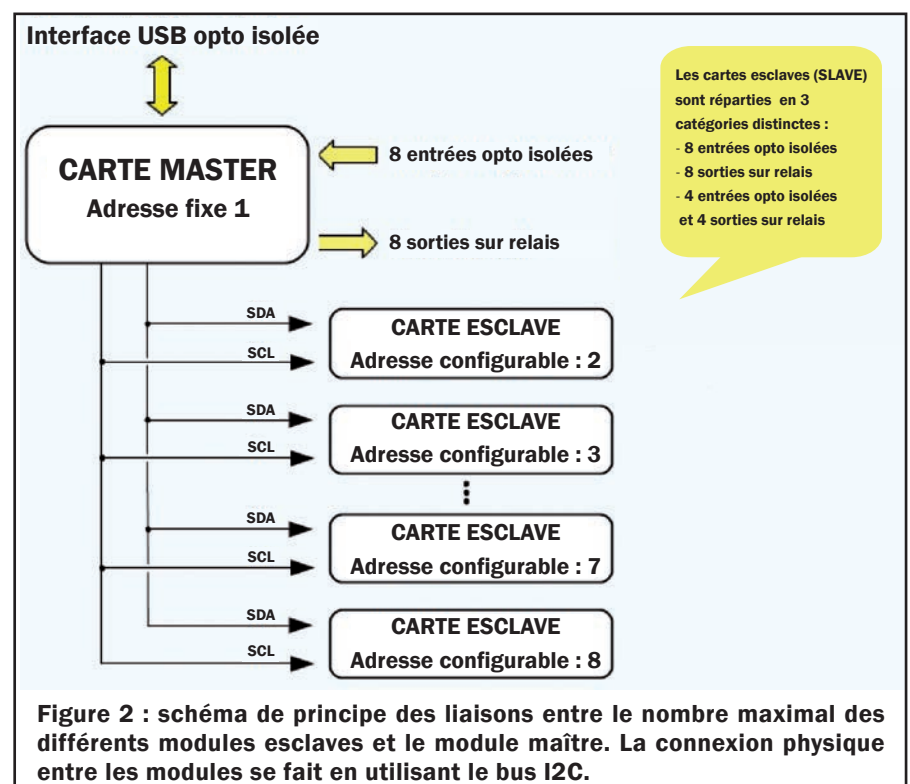 Interface USB opto isolée
Les cartes esclaves (SLAVE)
sont réparties en 3
catégories distinctes :
- 8 entrées opto isolées
- 8 sorties sur relais
- 4 entrées opto isolées
et 4 sorties sur relais
CARTE MASTER
Adresse fixe 1
8 entrées opto isolées
8 sorties sur relais
SDA
SCL
CARTE ESCLAVE
Adresse configurable : 2
SDA
SCL
CARTE ESCLAVE
Adresse configurable : 3
SDA
SCL
CARTE ESCLAVE
Adresse configurable : 7
SDA
SCL
CARTE ESCLAVE
Adresse configurable : 8
Figure 2 : schéma de principe des liaisons entre le nombre maximal des
différents modules esclaves et le module maître. La connexion physique
entre les modules se fait en utilisant le bus I2C.